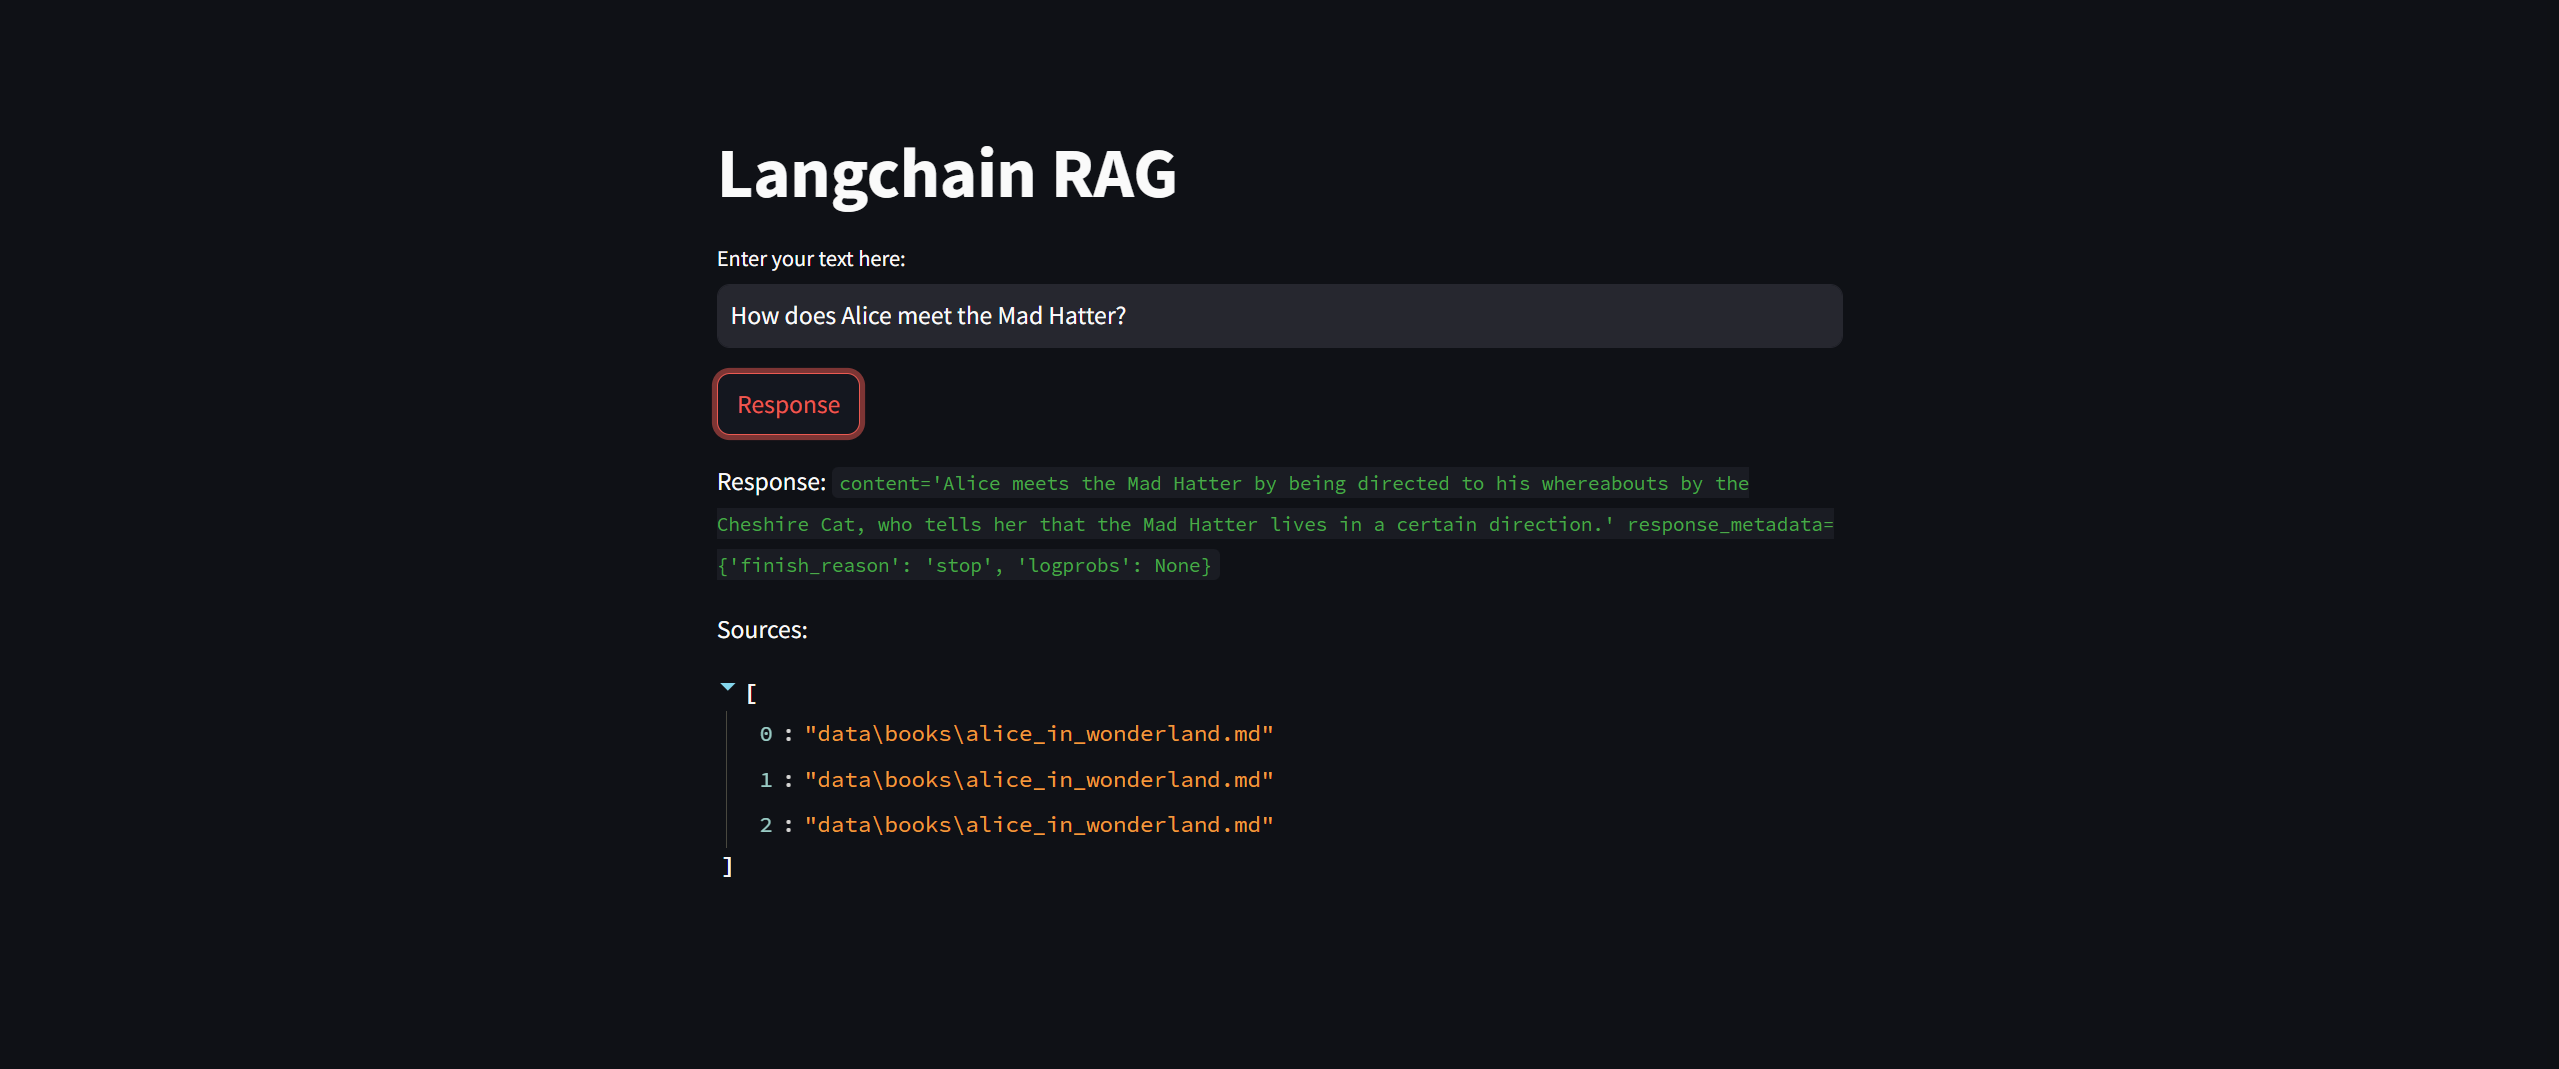 Langchain RAG
Enter your text here:
How does Alice meet the Mad Hatter?
Response
Response: content='Alice meets the Mad Hatter by being directed to his whereabouts by the
Cheshire Cat, who tells her that the Mad Hatter lives in a certain direction.' response_metadata=
{'finish_reason': 'stop', 'logprobs': None}
Sources:
[
0 : "data\books\alice_in_wonderland.md"
1 : "data\books\alice_in_wonderland.md"
2 : "data\books\alice_in_wonderland.md"
]